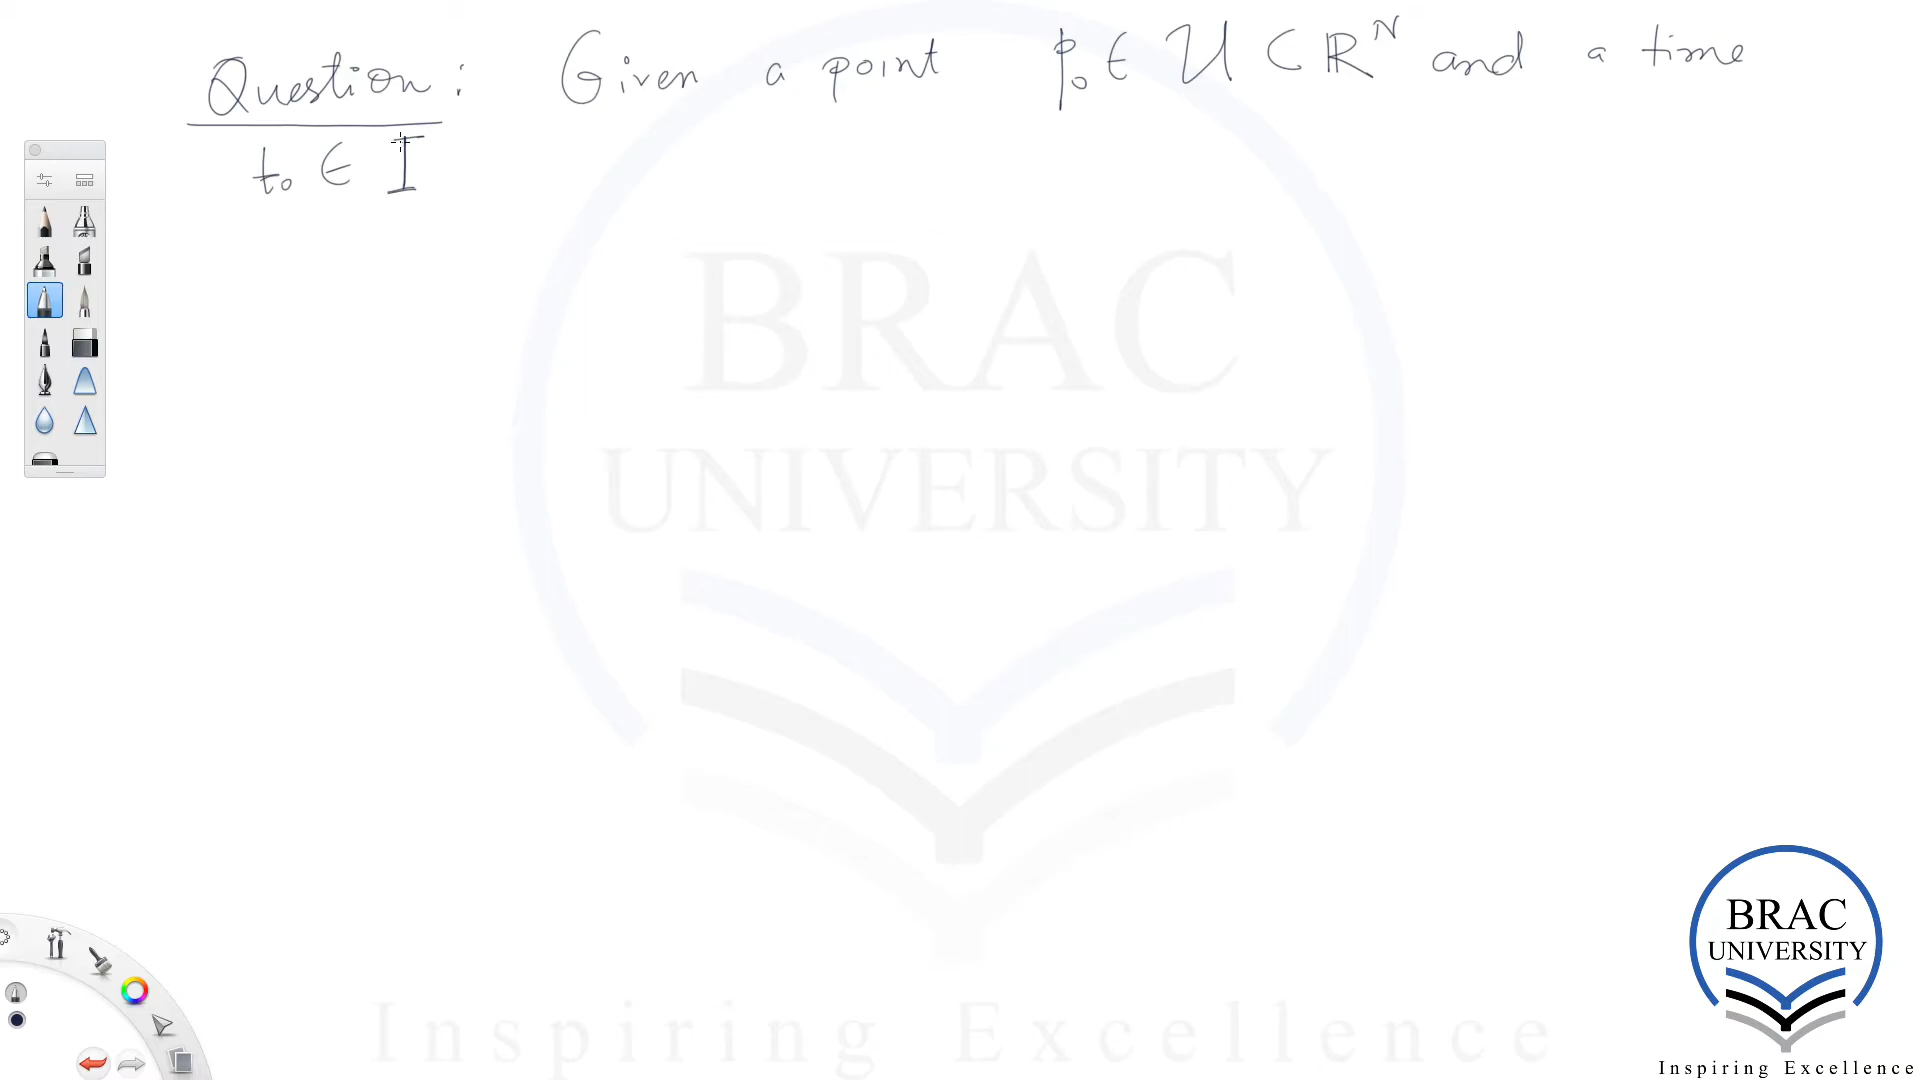 Question: Given a point p₀ ∈ U ⊂ ℝᴺ and a time
t₀ ∈ I
BRAC
UNIVERSITY
Inspiring Excellence
BRAC
UNIVERSITY
Inspiring Excellence